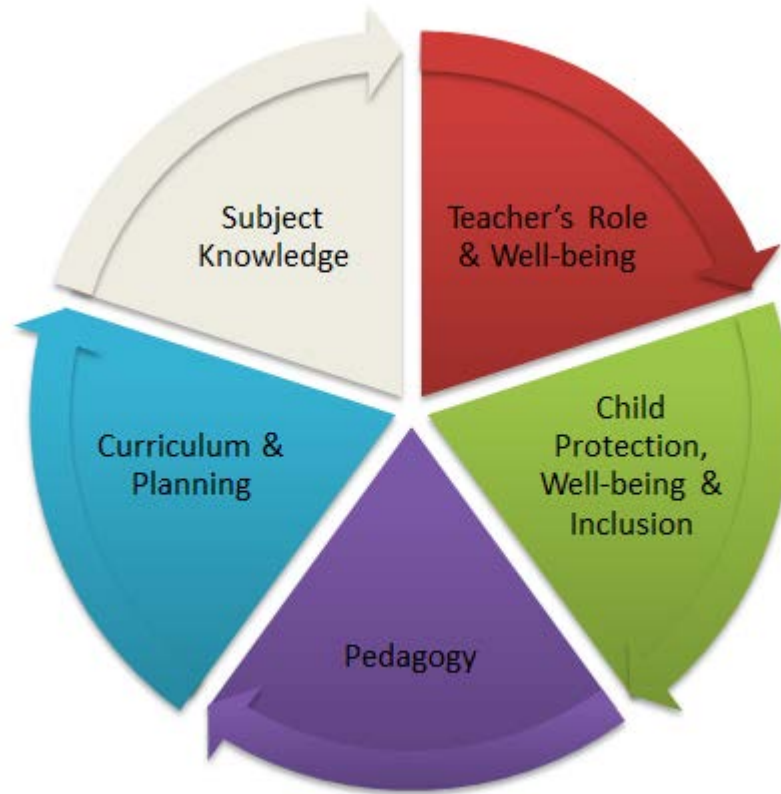 Subject
Knowledge
Teacher's Role
& Well-being
Child
Protection,
Well-being &
Inclusion
Pedagogy
Curriculum &
Planning